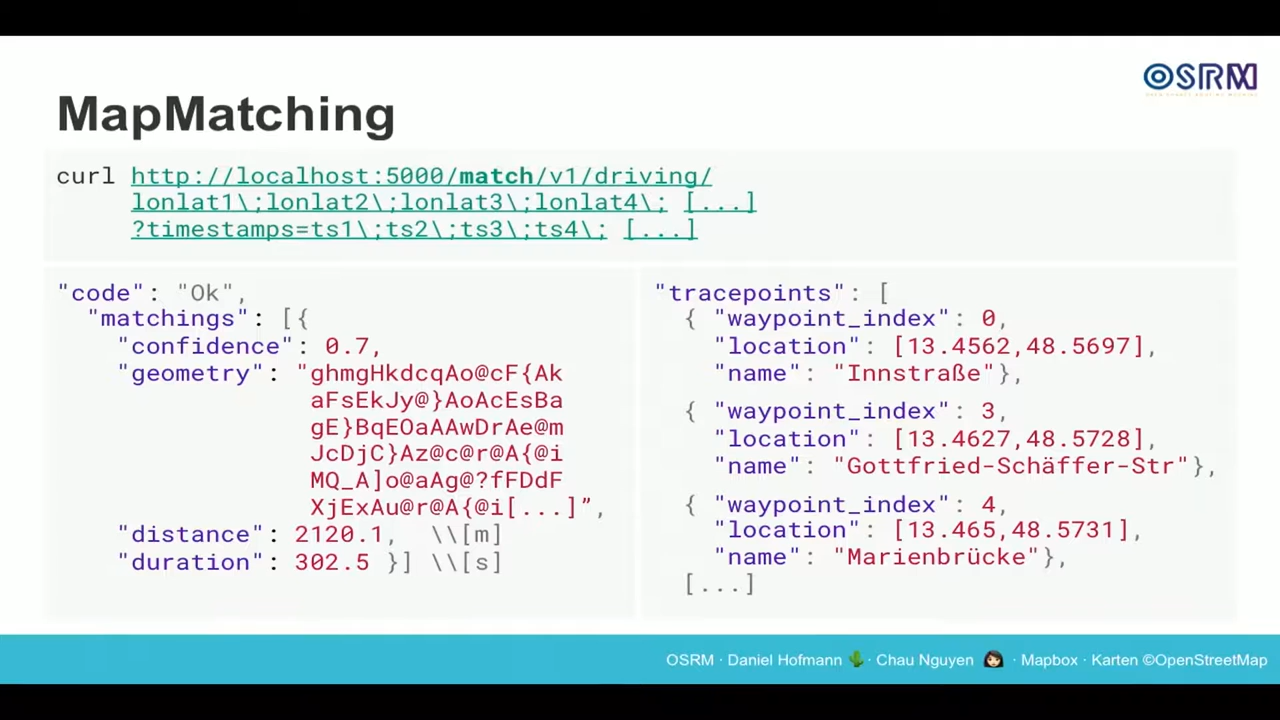 OSRM
MapMatching
curl http://localhost:5000/match/v1/driving/
lonlat1\;lonlat2\;lonlat3\;lonlat4\; [...]
?timestamps=ts1\;ts2\;ts3\;ts4\; [...]
"code": "Ok",
"matchings": [{
"confidence": 0.7,
"geometry": "ghmgHkdcqAo@cF{Ak
aFsEkJy@}AoAcEsBa
gE}BqEOaAAwDrAe@m
JcDjC}Az@c@r@A{@i
MQ_A]o@aAg@?fFDdF
XjExAu@r@A{@i[...]”,
"distance": 2120.1, \\[m]
"duration": 302.5 }] \\[s]
"tracepoints": [
{ "waypoint_index": 0,
"location": [13.4562,48.5697],
"name": "Innstraße"},
{ "waypoint_index": 3,
"location": [13.4627,48.5728],
"name": "Gottfried-Schäffer-Str"},
{ "waypoint_index": 4,
"location": [13.465,48.5731],
"name": "Marienbrücke"},
[...]
OSRM · Daniel Hofmann 🌵 · Chau Nguyen 👩🏻 · Mapbox · Karten ©OpenStreetMap